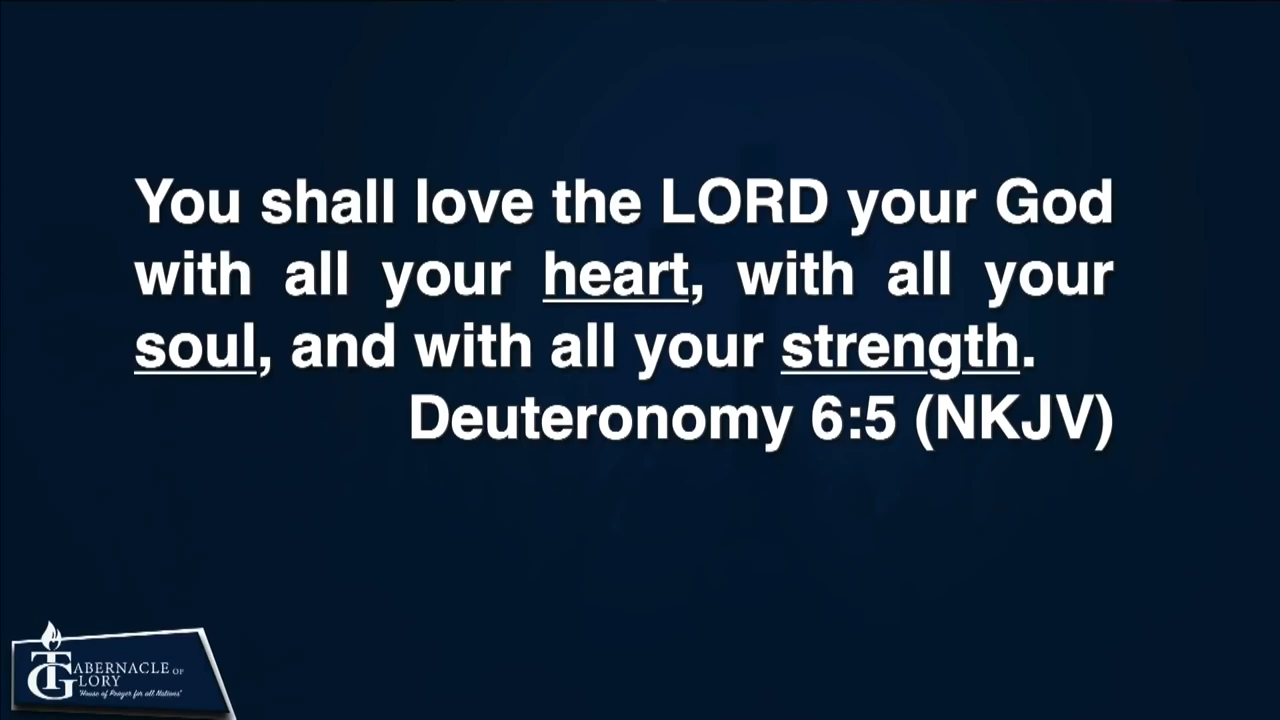 You shall love the LORD your God
with all your heart, with all your
soul, and with all your strength.
Deuteronomy 6:5 (NKJV)
TABERNACLE OF
GLORY
"House of Prayer for all Nations"